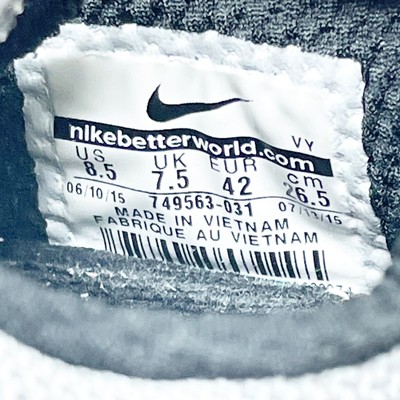 nikebetterworld.com
VY
US UK EUR cm
8.5 7.5 42 26.5
06/10/15 749563-031 07/13/15
MADE IN VIETNAM
FABRIQUE AU VIETNAM